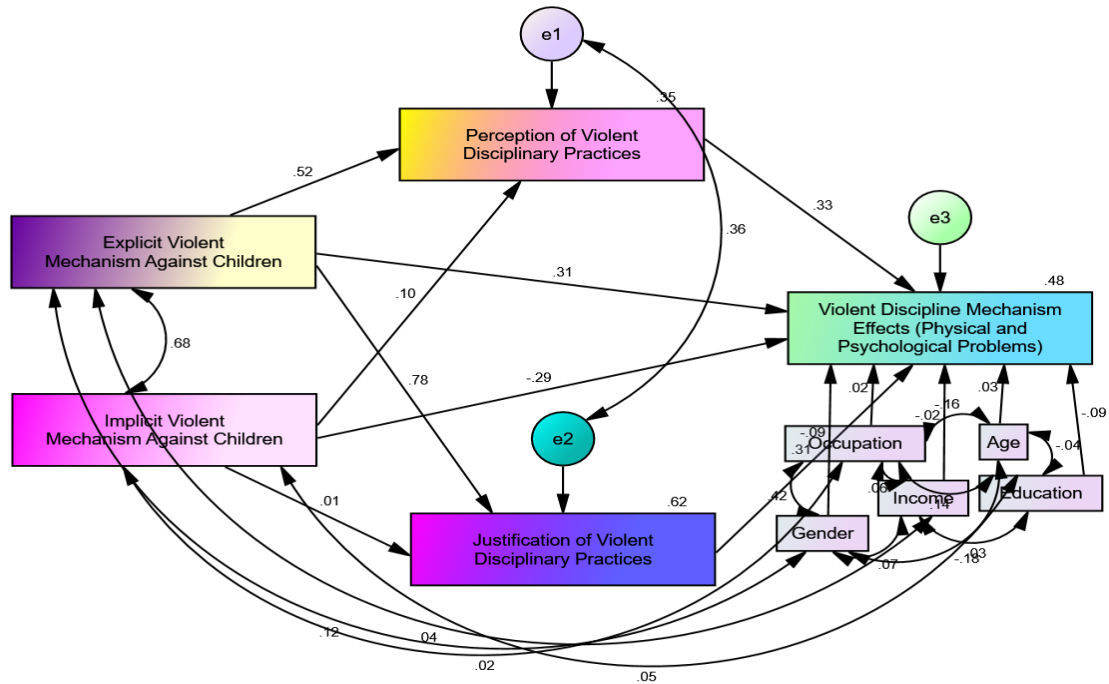 e1
.35
Perception of Violent
Disciplinary Practices
.52
.33
e3
.36
Explicit Violent
Mechanism Against Children
.31
.48
.10
Violent Discipline Mechanism
Effects (Physical and
Psychological Problems)
.68
.78
-.29
.02
.03
-.16
-.02
-.09
Implicit Violent
Mechanism Against Children
e2
-.09
.31
Occupation
Age
-.04
.01
.62
.42
.06
Income
.14
Education
Gender
Justification of Violent
Disciplinary Practices
.07
.03
-.18
.12
.04
.02
.05